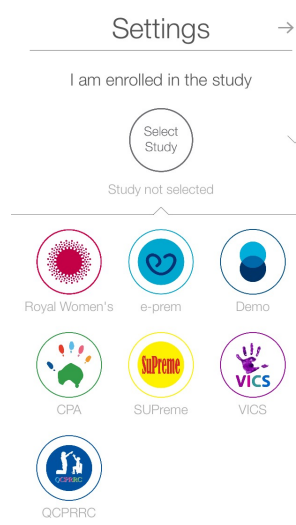 Settings
I am enrolled in the study
Select
Study
Study not selected
Royal Women's
e-prem
Demo
SuPreme
VICS
CPA
SUPreme
VICS
QCPRRC
QCPRRC